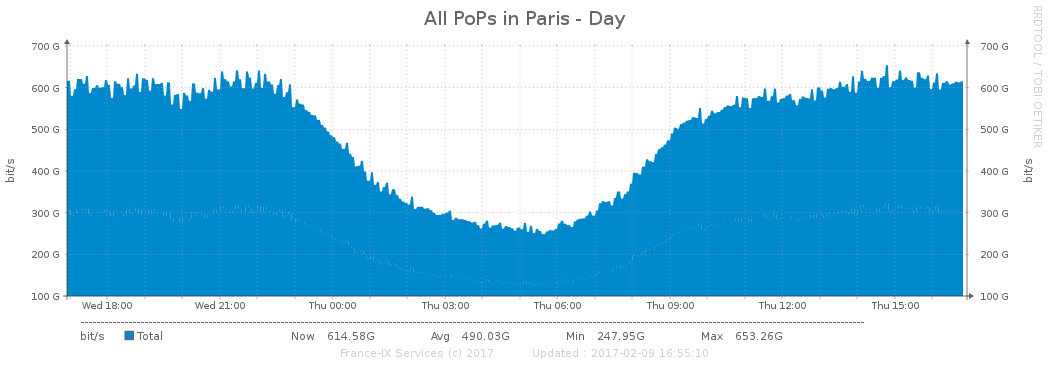 All PoPs in Paris - Day
RRDTOOL / TOBI OETIKER
700 G 700 G
600 G 600 G
500 G 500 G
400 G 400 G
300 G 300 G
200 G 200 G
100 G 100 G
bit/s bit/s
Wed 18:00 Wed 21:00 Thu 00:00 Thu 03:00 Thu 06:00 Thu 09:00 Thu 12:00 Thu 15:00
bit/s Total Now 614.58G Avg 490.03G Min 247.95G Max 653.26G
France-IX Services (c) 2017 Updated : 2017-02-09 16:55:10